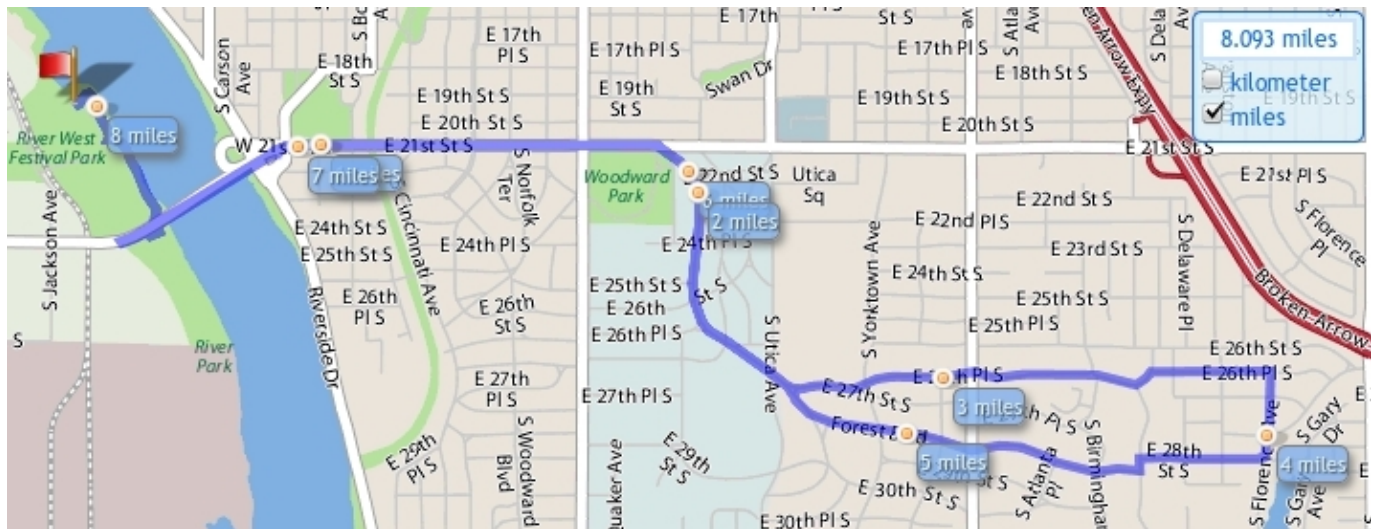 8.093 miles
kilometer
miles
E 17th
Pl S
E 17th
St S
E 17th Pl S
E 17th Pl S
S Carson
Ave
E 18th
St S
E 18th St S
Swan Dr
E 19th St S
E 19th
St S
E 19th St S
E 19th St S
E 20th St S
E 20th St S
8 miles
River West
Festival Park
W 21s
E 21st St S
E 21st St S
E 21st Pl S
7 miles
22nd St S
Utica
Sq
Woodward
Park
2 miles
S Norfolk
Ter
Cincinnati Ave
S Jackson Ave
E 22nd Pl S
E 22nd St S
E 23rd St S
S Florence
Pl
S Delaware Pl
E 24th St S
E 25th St S
E 24th Pl S
E 24th Pl S
E 24th St S
E 25th St S
E 26th
E 26th Pl S
St S
E 26th
Pl S
E 26th
St S
E 25th St S
E 25th Pl S
Broken-Arrow
S Yorktown Ave
S Utica Ave
Riverside Dr
River
Park
S
E 26th St S
E 26th Pl S
E 27th
Pl S
E 27th Pl S
E 27th St S
3 miles
Forest
5 miles
E 28th
St S
4 miles
S Gary
Dr
S Woodward
Blvd
E 29th
Pl S
E 29th
St S
S Atlanta
Pl
S Birmingham
E 30th St S
E 30th Pl S